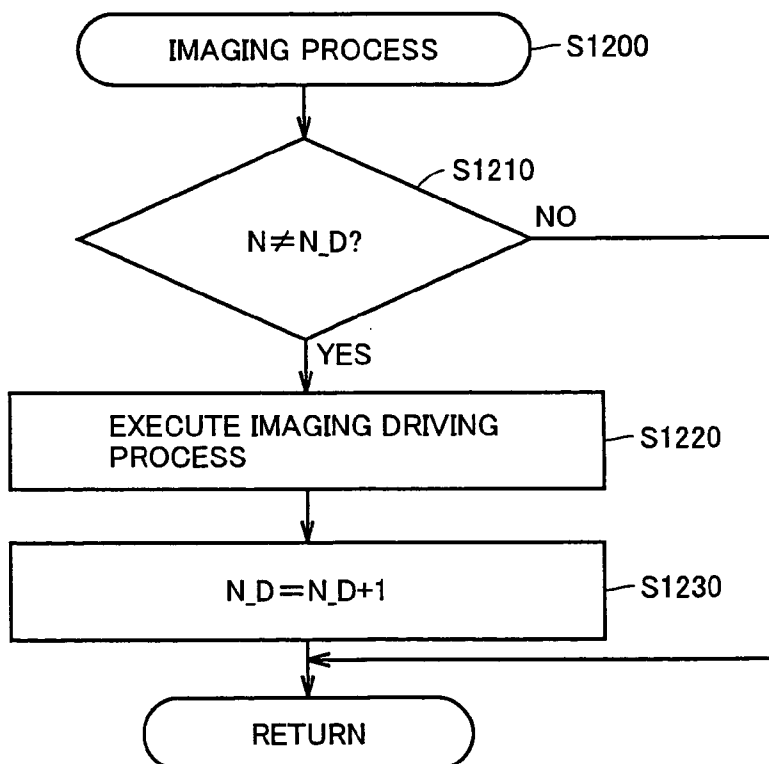 IMAGING PROCESS
S1200
S1210
N≠N_D?
NO
YES
EXECUTE IMAGING DRIVING
PROCESS
S1220
N_D=N_D+1
S1230
RETURN